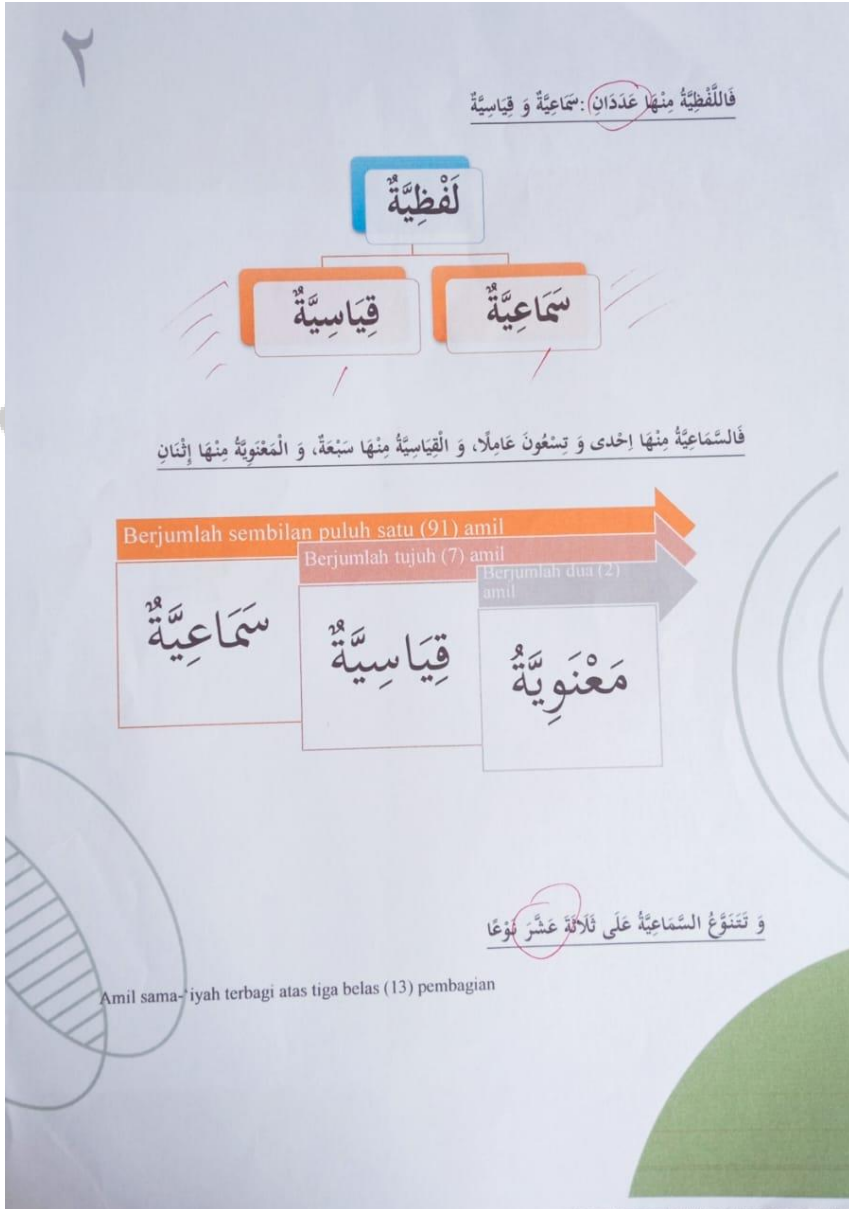 ٢
فَاللَّفْظِيَّةُ مِنْهَا عَدَدَانِ: سَمَاعِيَّةٌ وَ قِيَاسِيَّةٌ
لَفْظِيَّةٌ
سَمَاعِيَّةٌ
قِيَاسِيَّةٌ
فَالسَّمَاعِيَّةُ مِنْهَا اِحْدى وَ تِسْعُونَ عَامِلًا، وَ الْقِيَاسِيَّةُ مِنْهَا سَبْعَةٌ، وَ الْمَعْنَوِيَّةُ مِنْهَا إِثْنَانِ
Berjumlah sembilan puluh satu (91) amil
سَمَاعِيَّةٌ
Berjumlah tujuh (7) amil
قِيَاسِيَّةٌ
Berjumlah dua (2)
amil
مَعْنَوِيَّةُ
وَ تَتَنَوَّعُ السَّمَاعِيَّةُ عَلَى ثَلَاثَةَ عَشَّرَ نَوْعًا
Amil sama-'iyah terbagi atas tiga belas (13) pembagian